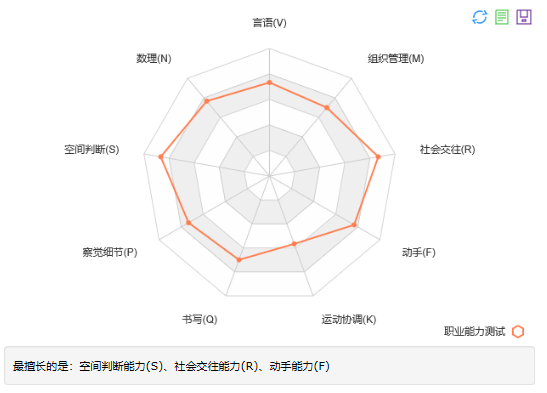 言语(V)
数理(N)
组织管理(M)
空间判断(S)
社会交往(R)
察觉细节(P)
动手(F)
书写(Q)
运动协调(K)
职业能力测试
最擅长的是：空间判断能力(S)、社会交往能力(R)、动手能力(F)